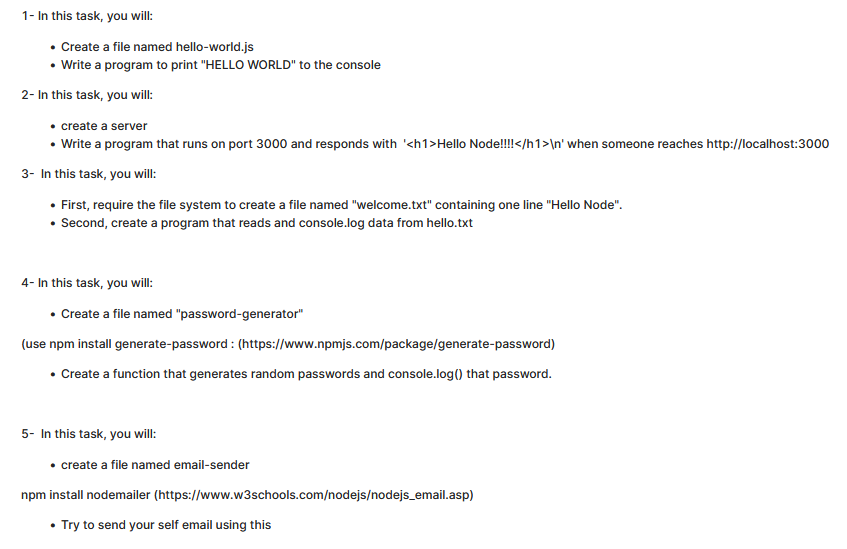 1- In this task, you will:
• Create a file named hello-world.js
• Write a program to print "HELLO WORLD" to the console
2- In this task, you will:
• create a server
• Write a program that runs on port 3000 and responds with '<h1>Hello Node!!!!</h1>\n' when someone reaches http://localhost:3000
3- In this task, you will:
• First, require the file system to create a file named "welcome.txt" containing one line "Hello Node".
• Second, create a program that reads and console.log data from hello.txt
4- In this task, you will:
• Create a file named "password-generator"
(use npm install generate-password : (https://www.npmjs.com/package/generate-password)
• Create a function that generates random passwords and console.log() that password.
5- In this task, you will:
• create a file named email-sender
npm install nodemailer (https://www.w3schools.com/nodejs/nodejs_email.asp)
• Try to send your self email using this